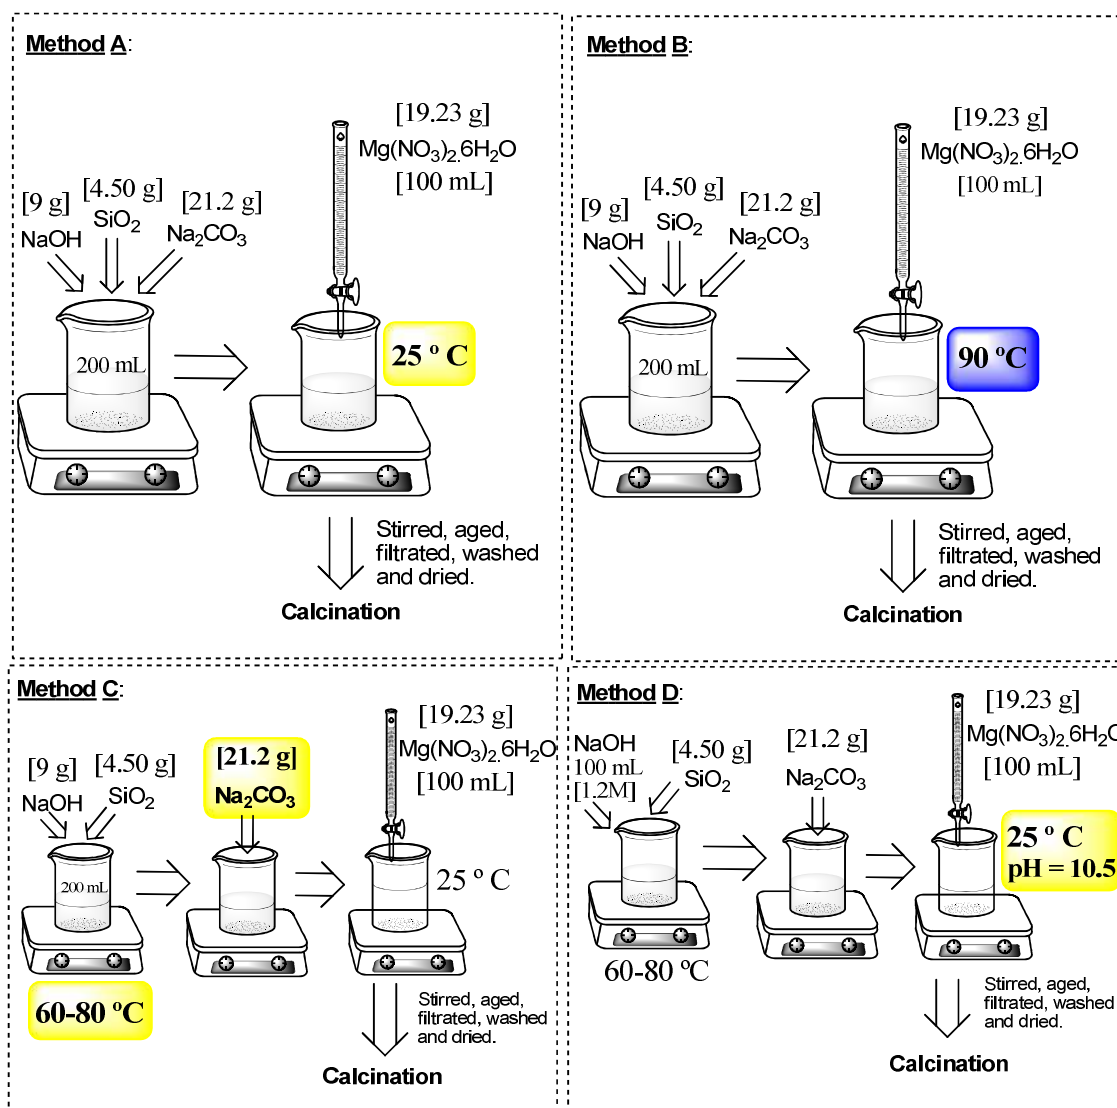 Method A:
[19.23 g]
Mg(NO3)2.6H2O
[100 mL]
[9 g]
NaOH
[4.50 g]
SiO2
[21.2 g]
Na2CO3
200 mL
25 º C
Stirred, aged,
filtrated, washed
and dried.
Calcination
Method B:
[19.23 g]
Mg(NO3)2.6H2O
[100 mL]
[9 g]
NaOH
[4.50 g]
SiO2
[21.2 g]
Na2CO3
200 mL
90 ºC
Stirred, aged,
filtrated, washed
and dried.
Calcination
Method C:
[19.23 g]
Mg(NO3)2.6H2O
[100 mL]
[9 g]
NaOH
[4.50 g]
SiO2
[21.2 g]
Na2CO3
200 mL
25 º C
60-80 ºC
Stirred, aged,
filtrated, washed
and dried.
Calcination
Method D:
[19.23 g]
Mg(NO3)2.6H2O
[100 mL]
NaOH
100 mL
[1.2M]
[4.50 g]
SiO2
[21.2 g]
Na2CO3
25 º C
pH = 10.5
60-80 ºC
Stirred, aged,
filtrated, washed
and dried.
Calcination